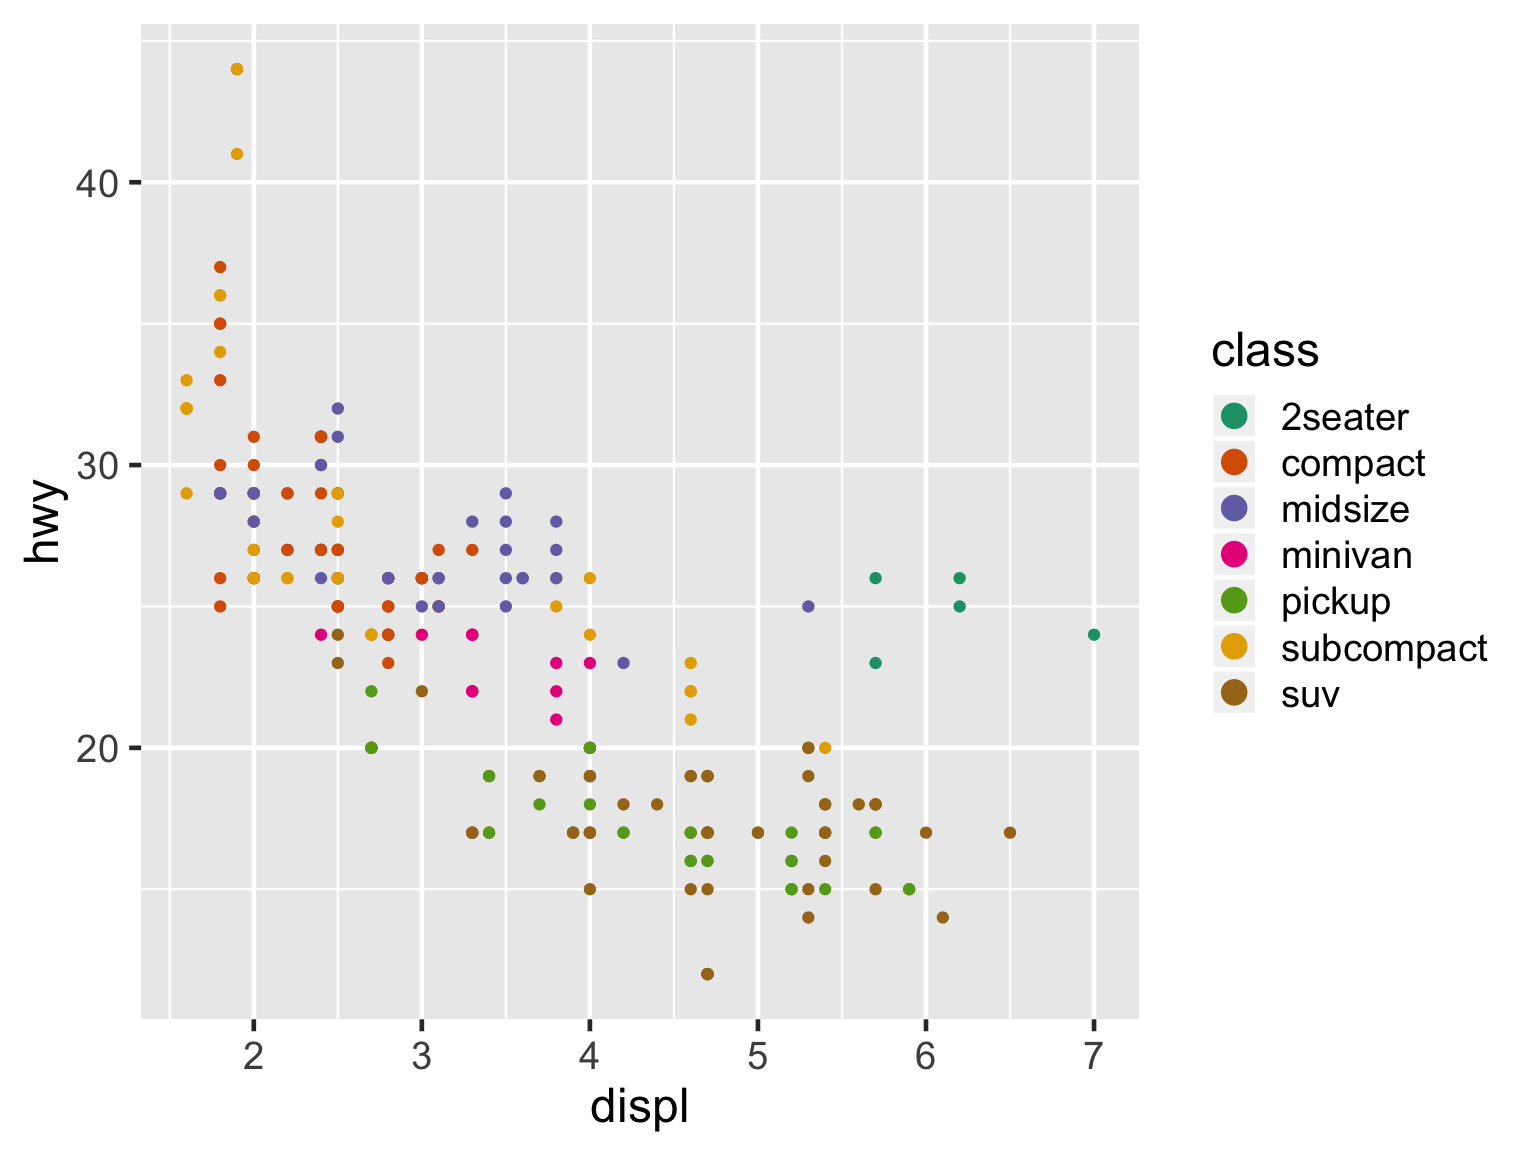 40
30
20
hwy
2 3 4 5 6 7
displ
class
2seater
compact
midsize
minivan
pickup
subcompact
suv